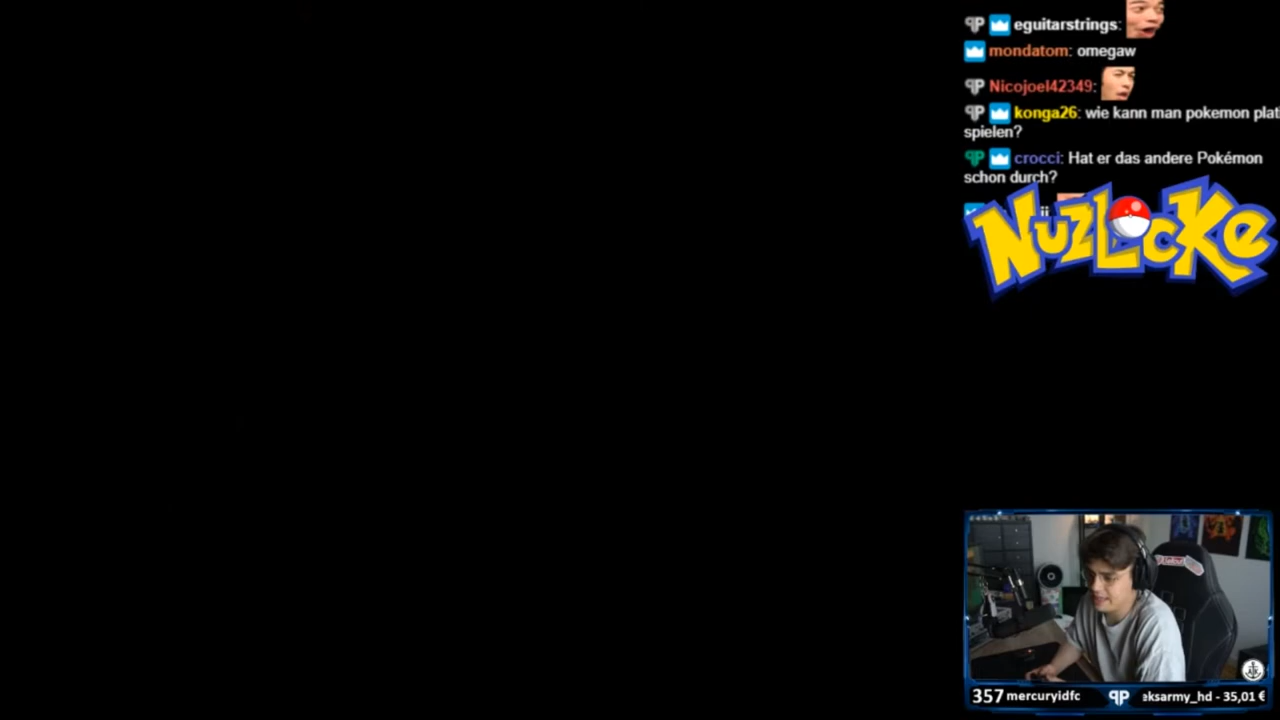 eguitarstrings:
mondatom: omegaw
Nicojoel42349:
konga26: wie kann man pokemon plat
spielen?
crocci: Hat er das andere Pokémon
schon durch?
NUZLOCKE
357 mercuryidfc
eksarmy_hd - 35,01 €